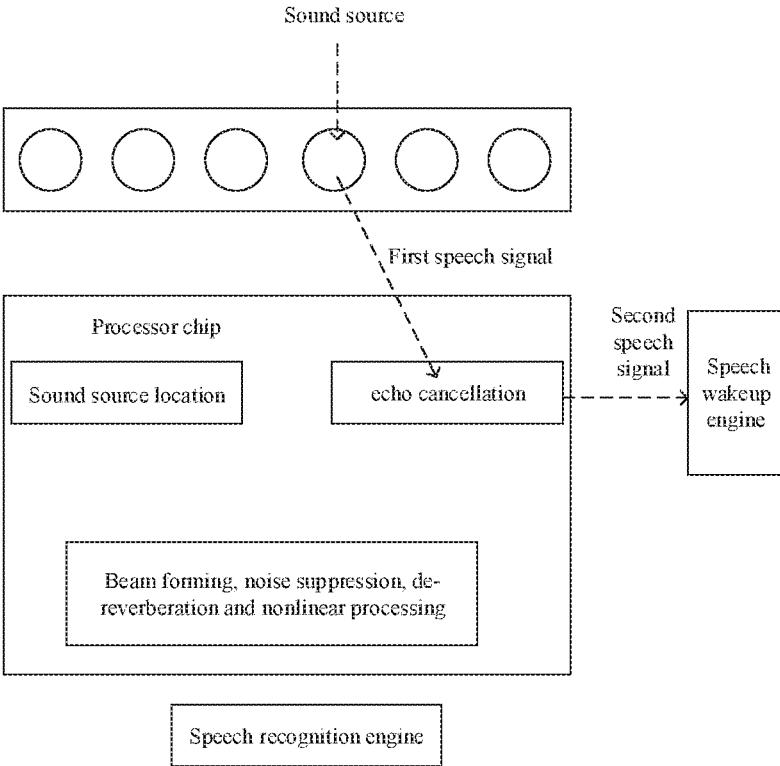 Sound source
First speech signal
Processor chip
Second
speech
signal
Sound source location
echo cancellation
Speech
wakeup
engine
Beam forming, noise suppression, de-
reverberation and nonlinear processing
Speech recognition engine